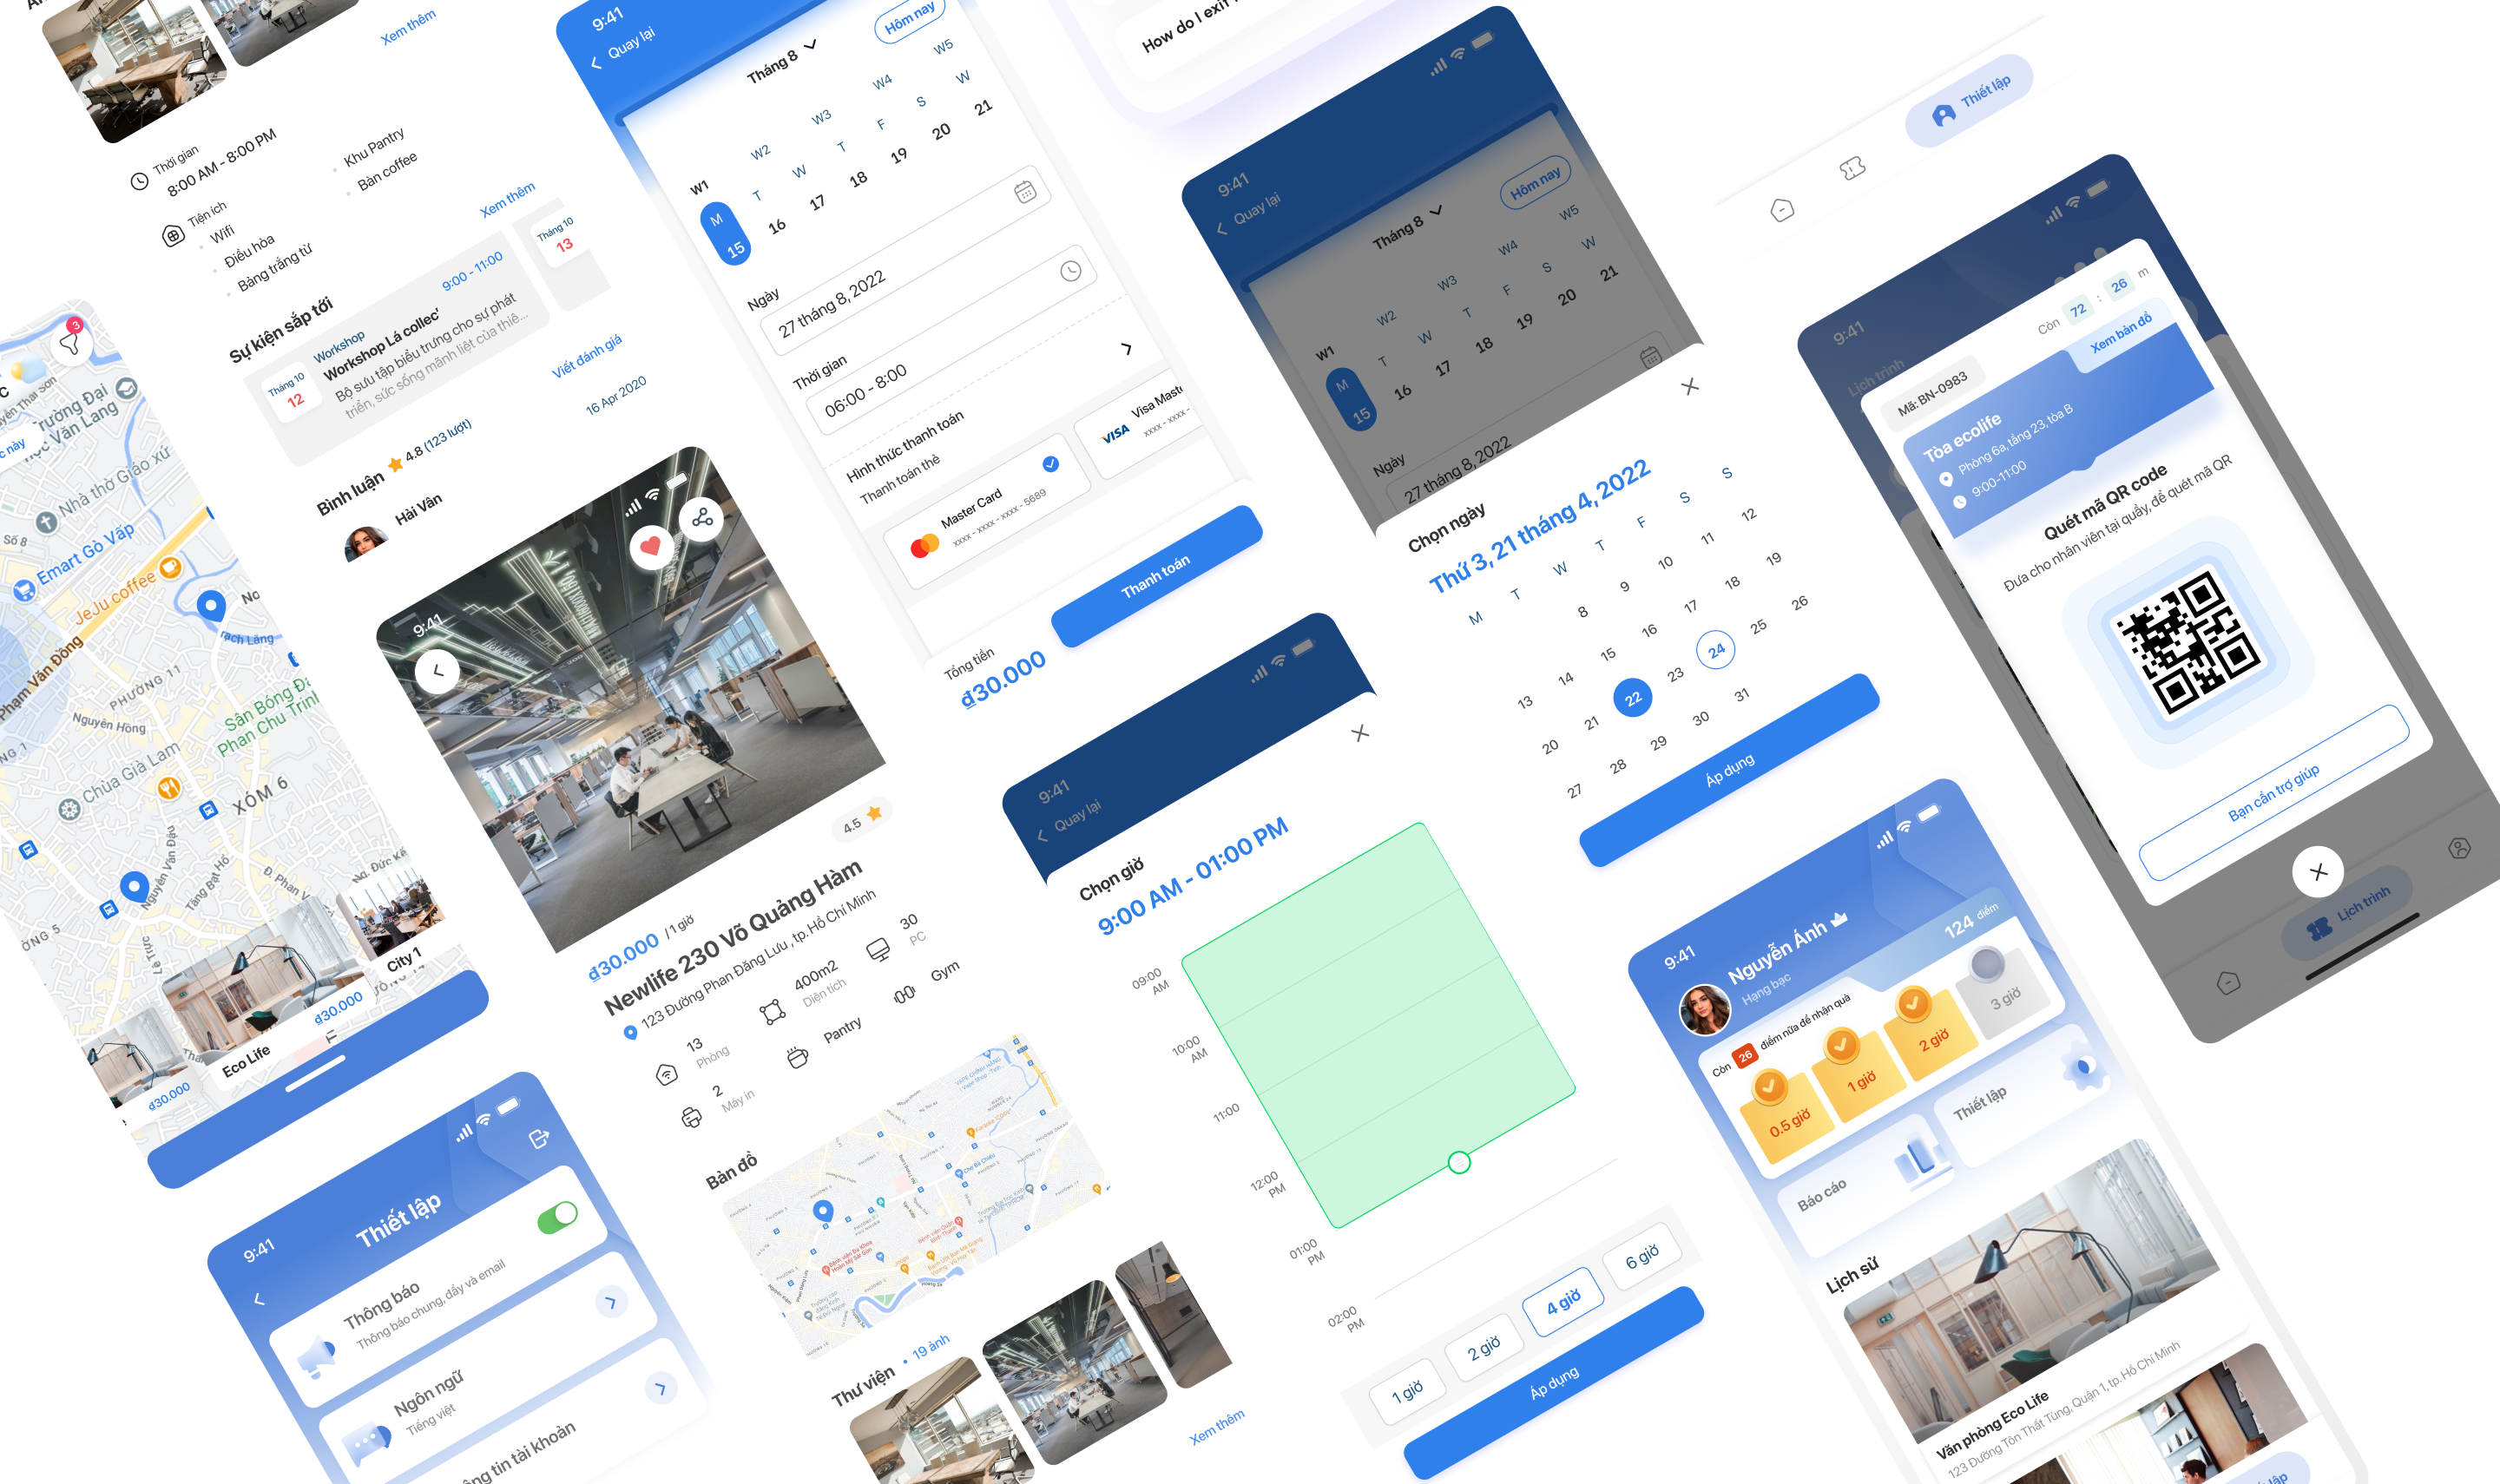 Xem thêm
Thời gian
8:00 AM - 8:00 PM
Tiện ích
Wifi
Điều hòa
Bảng trắng từ
Khu Pantry
Bàn coffee
Xem thêm
Sự kiện sắp tới
Tháng 10
12
Workshop
9:00 - 11:00
Workshop Lá collec'
Bộ sưu tập biểu trưng cho sự phát
triển, sức sống mãnh liệt của thiê...
Tháng 10
13
Bình luận
4.8 (123 lượt)
Viết đánh giá
Hải Vân
16 Apr 2020
3
Nhà thờ Giáo xứ
Số 8
Emart Gò Vấp
JeJu coffee
Phạm Văn Đồng
PHƯỜNG 11
Nguyên Hồng
Chùa Già Lam
XÓM 6
Nguyễn Văn Đậu
Tăng Bạt Hổ
Lê Trực
đ30.000
Eco Life
đ30.000
City 1
9:41
Thiết lập
Thông báo
Thông báo chung, đẩy và email
Ngôn ngữ
Tiếng việt
9:41
4.5
đ30.000 / 1 giờ
Newlife 230 Võ Quảng Hàm
123 Đường Phan Đăng Lưu , tp. Hồ Chí Minh
13
Phòng
400m2
Diện tích
30
PC
2
Máy in
Pantry
Gym
Bản đồ
Thư viện
• 19 ảnh
Xem thêm
9:41
Quay lại
Tháng 8
Hôm nay
W1
W2
W3
W4
W5
M
T
W
T
F
S
W
15
16
17
18
19
20
21
Ngày
27 tháng 8, 2022
Thời gian
06:00 - 8:00
Hình thức thanh toán
Thanh toán thẻ
Master Card
xxxx - xxxx - xxxx - 5689
VISA
Tổng tiền
đ30.000
Thanh toán
How do I exit
9:41
Quay lại
Tháng 8
Hôm nay
W1
W2
W3
W4
W5
M
T
W
T
F
S
W
15
16
17
18
19
20
21
Ngày
27 tháng 8, 2022
Chọn ngày
Thứ 3, 21 tháng 4, 2022
M
T
W
T
F
S
S
8
9
10
11
12
13
14
15
16
17
18
19
20
21
22
23
24
25
26
27
28
29
30
31
Áp dụng
9:41
Quay lại
Chọn giờ
9:00 AM - 01:00 PM
09:00
AM
10:00
AM
11:00
12:00
PM
01:00
PM
02:00
PM
1 giờ
2 giờ
4 giờ
6 giờ
Áp dụng
Thiết lập
9:41
Lịch trình
Mã: BN-0983
Còn 72 : 26 m
Tòa ecolife
Xem bản đồ
Phòng 6a, tầng 23, tòa B
9:00-11:00
Quét mã QR code
Đưa cho nhân viên tại quầy, để quét mã QR
Bạn cần trợ giúp
Lịch trình
9:41
Nguyễn Ánh
Hạng bạc
124 điểm
Còn 26 điểm nữa để nhận quà
0.5 giờ
1 giờ
2 giờ
3 giờ
Báo cáo
Thiết lập
Lịch sử
Văn phòng Eco Life
123 Đường Tôn Thất Tùng, Quận 1, tp. Hồ Chí Minh